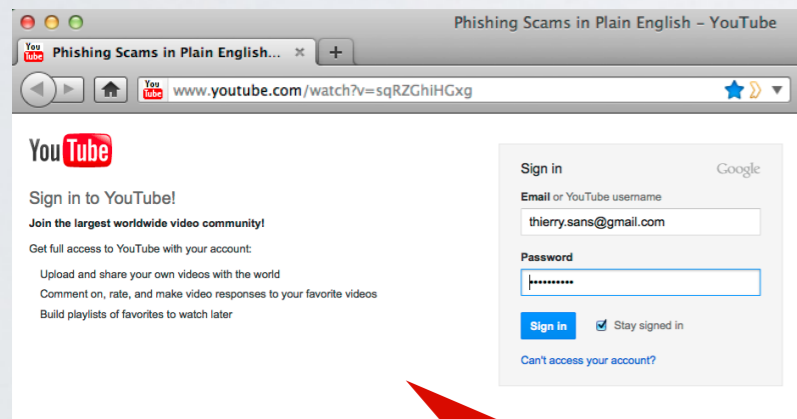 Phishing Scams in Plain English - YouTube
You Tube Phishing Scams in Plain English... × +
You Tube www.youtube.com/watch?v=sqRZGhiHGxg
You Tube
Sign in to YouTube!
Join the largest worldwide video community!
Get full access to YouTube with your account:
Upload and share your own videos with the world
Comment on, rate, and make video responses to your favorite videos
Build playlists of favorites to watch later
Sign in Google
Email or YouTube username
thierry.sans@gmail.com
Password
••••••••••
Sign in Stay signed in
Can't access your account?